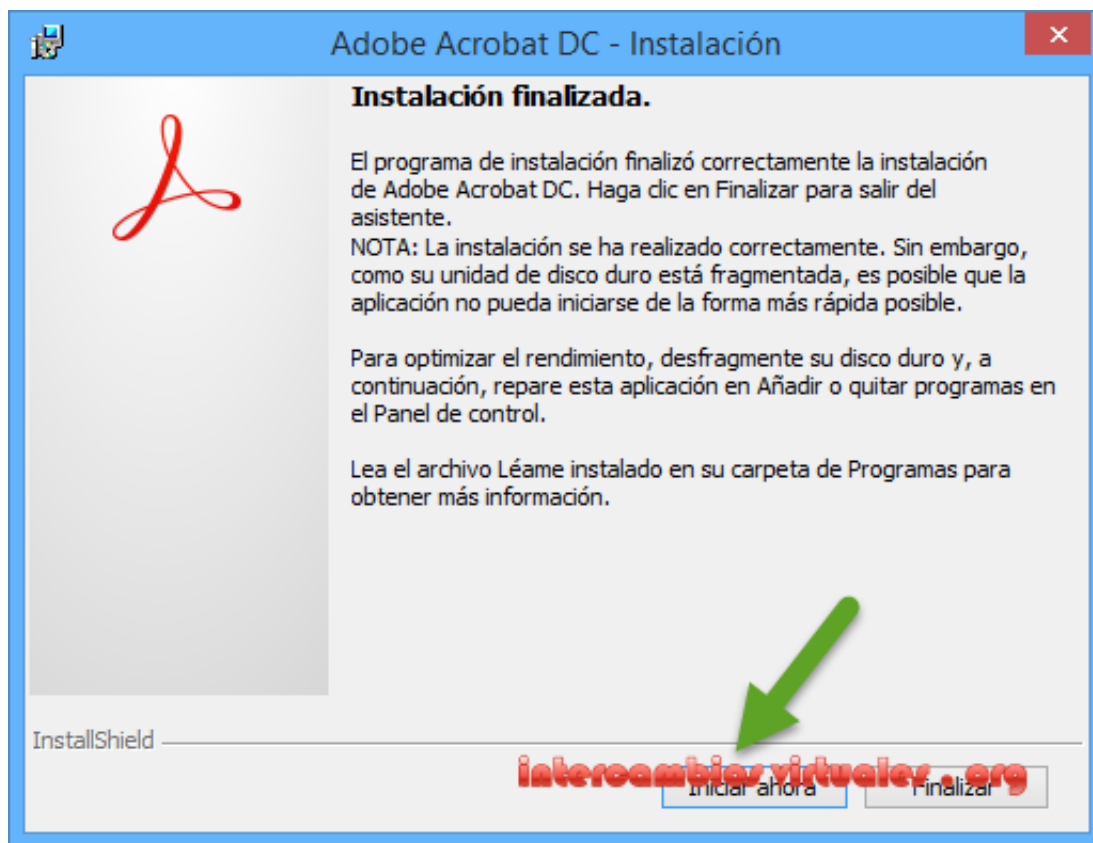 Adobe Acrobat DC - Instalación
Instalación finalizada.
El programa de instalación finalizó correctamente la instalación
de Adobe Acrobat DC. Haga clic en Finalizar para salir del
asistente.
NOTA: La instalación se ha realizado correctamente. Sin embargo,
como su unidad de disco duro está fragmentada, es posible que la
aplicación no pueda iniciarse de la forma más rápida posible.
Para optimizar el rendimiento, desfragmente su disco duro y, a
continuación, repare esta aplicación en Añadir o quitar programas en
el Panel de control.
Lea el archivo Léame instalado en su carpeta de Programas para
obtener más información.
InstallShield
intercambios virtuales . org
Iniciar ahora Finalizar